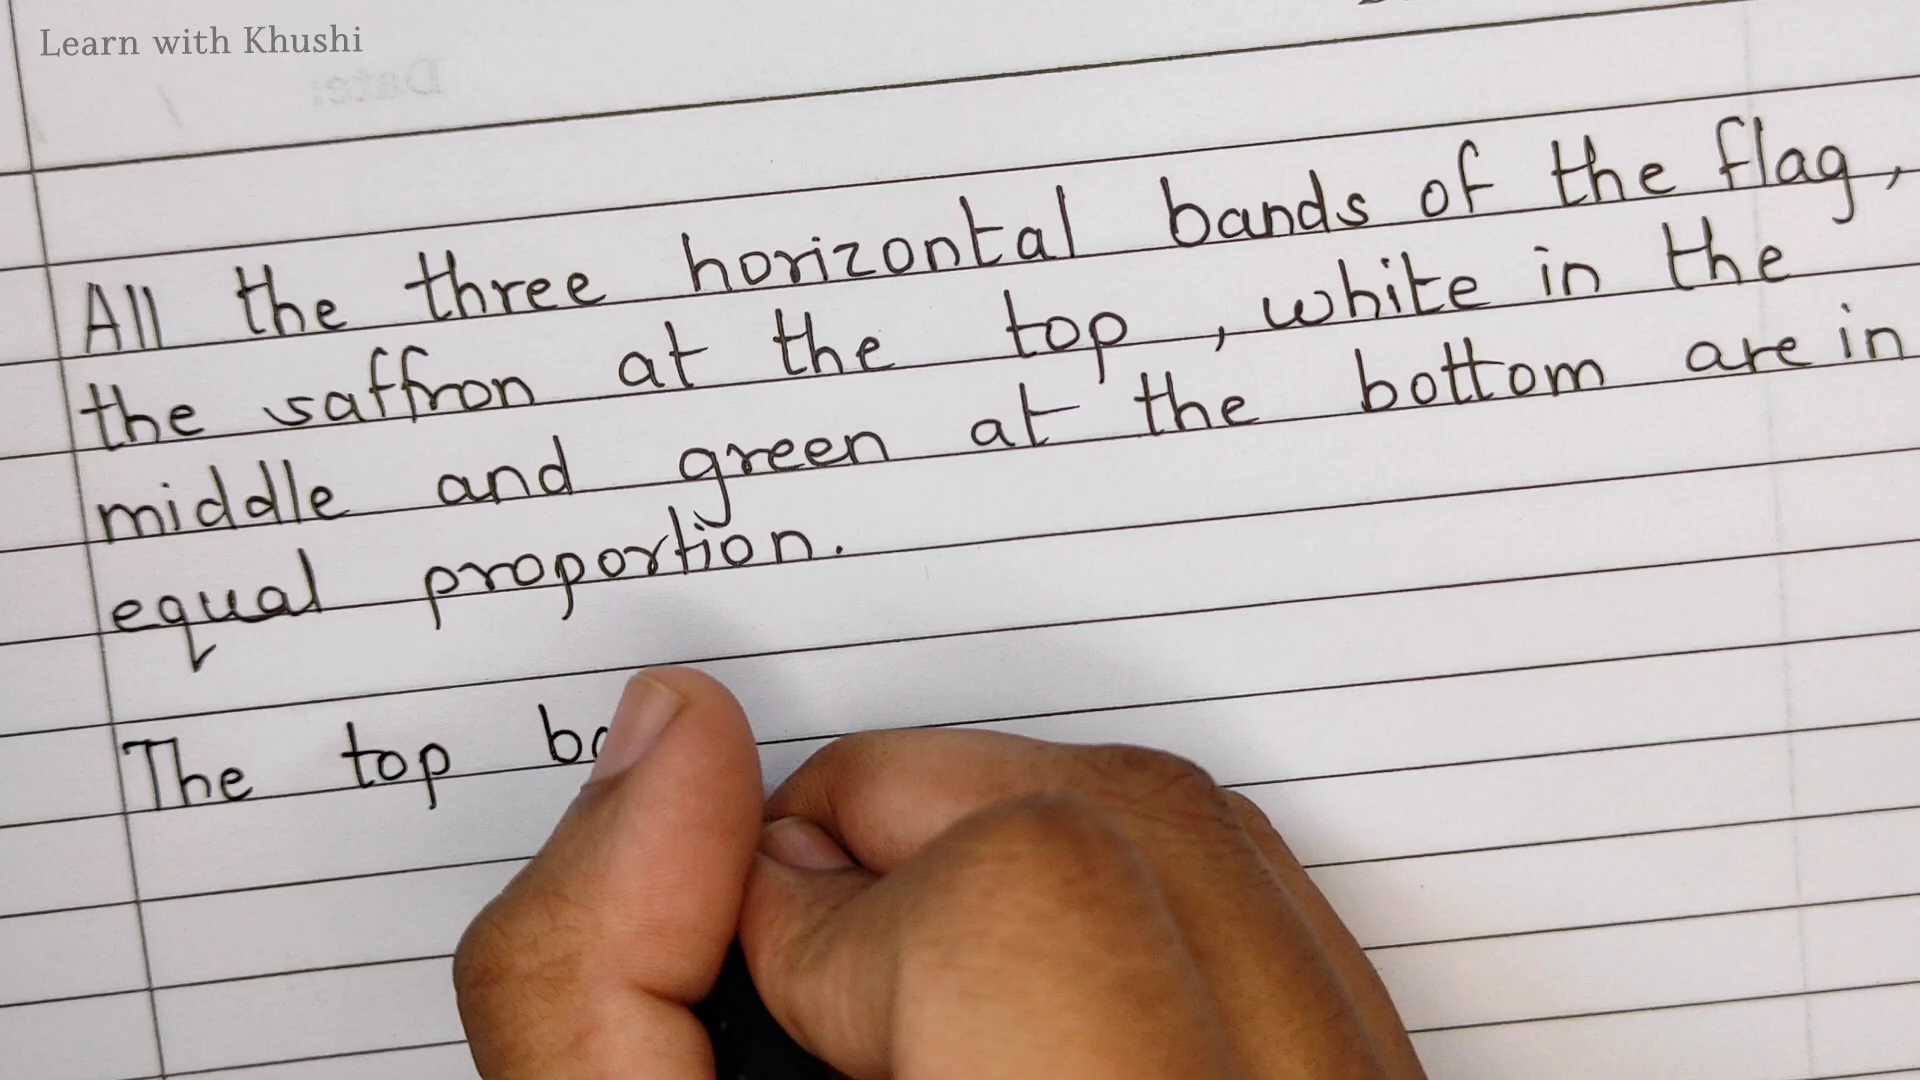 Learn with Khushi
Date:
All the three horizontal bands of the flag,
the saffron at the top, white in the
middle and green at the bottom are in
equal proportion.
The top